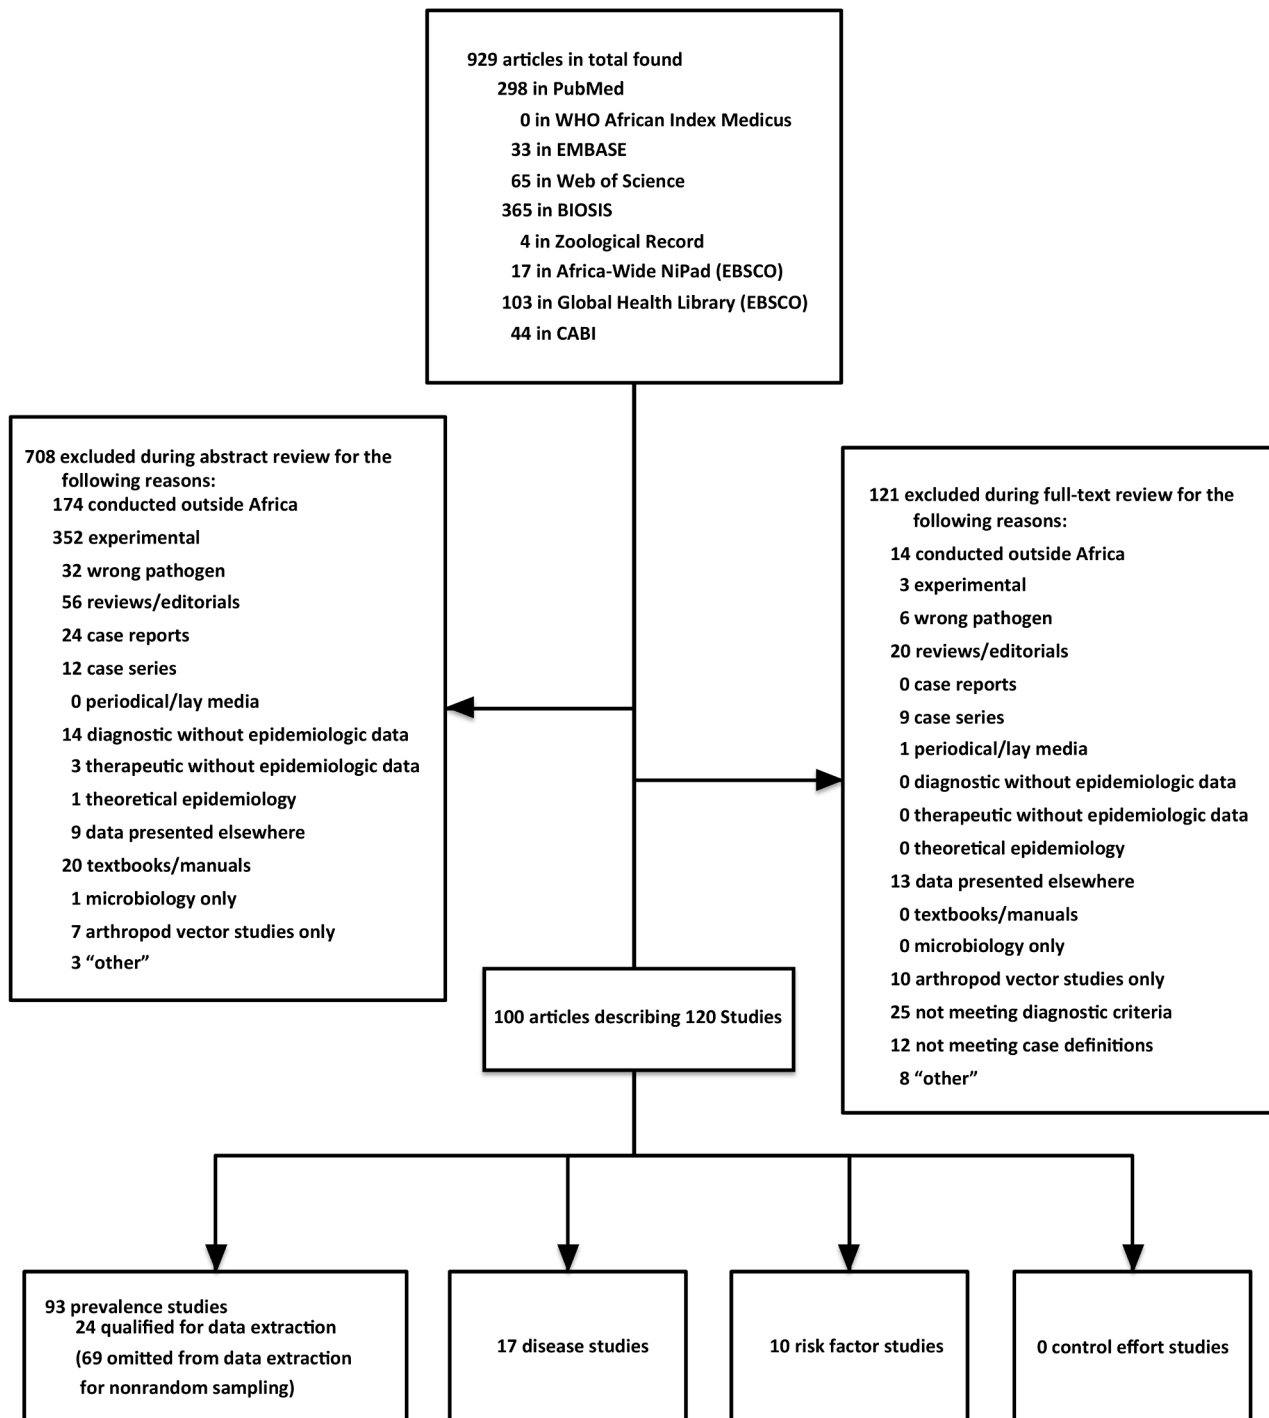 929 articles in total found
298 in PubMed
0 in WHO African Index Medicus
33 in EMBASE
65 in Web of Science
365 in BIOSIS
4 in Zoological Record
17 in Africa-Wide NiPad (EBSCO)
103 in Global Health Library (EBSCO)
44 in CABI
708 excluded during abstract review for the
following reasons:
174 conducted outside Africa
352 experimental
32 wrong pathogen
56 reviews/editorials
24 case reports
12 case series
0 periodical/lay media
14 diagnostic without epidemiologic data
3 therapeutic without epidemiologic data
1 theoretical epidemiology
9 data presented elsewhere
20 textbooks/manuals
1 microbiology only
7 arthropod vector studies only
3 “other”
121 excluded during full-text review for the
following reasons:
14 conducted outside Africa
3 experimental
6 wrong pathogen
20 reviews/editorials
0 case reports
9 case series
1 periodical/lay media
0 diagnostic without epidemiologic data
0 therapeutic without epidemiologic data
0 theoretical epidemiology
13 data presented elsewhere
0 textbooks/manuals
0 microbiology only
10 arthropod vector studies only
25 not meeting diagnostic criteria
12 not meeting case definitions
8 “other”
100 articles describing 120 Studies
93 prevalence studies
24 qualified for data extraction
(69 omitted from data extraction
for nonrandom sampling)
17 disease studies
10 risk factor studies
0 control effort studies